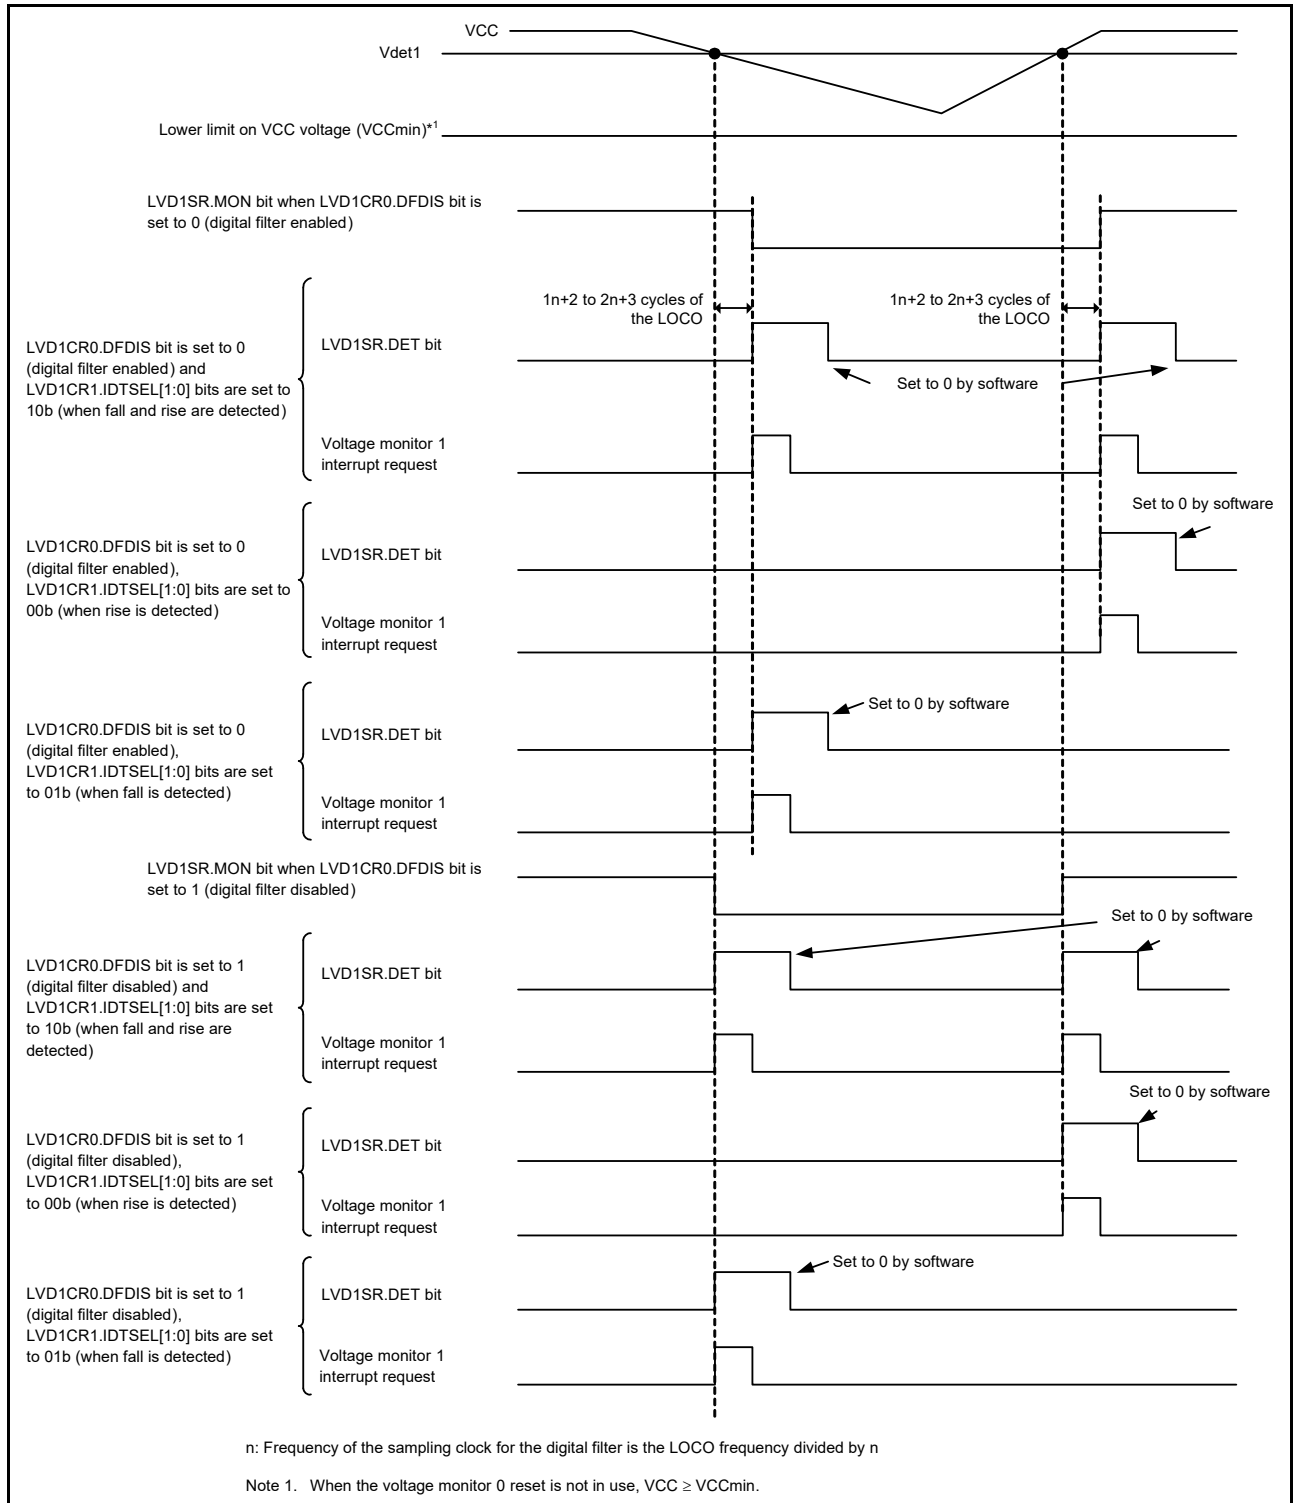 VCC
Vdet1
Lower limit on VCC voltage (VCCmin)*1
LVD1SR.MON bit when LVD1CR0.DFDIS bit is
set to 0 (digital filter enabled)
1n+2 to 2n+3 cycles of
the LOCO
1n+2 to 2n+3 cycles of
the LOCO
LVD1CR0.DFDIS bit is set to 0
(digital filter enabled) and
LVD1CR1.IDTSEL[1:0] bits are set to
10b (when fall and rise are detected)
LVD1SR.DET bit
Set to 0 by software
Voltage monitor 1
interrupt request
Set to 0 by software
LVD1CR0.DFDIS bit is set to 0
(digital filter enabled),
LVD1CR1.IDTSEL[1:0] bits are set to
00b (when rise is detected)
LVD1SR.DET bit
Voltage monitor 1
interrupt request
LVD1CR0.DFDIS bit is set to 0
(digital filter enabled),
LVD1CR1.IDTSEL[1:0] bits are set
to 01b (when fall is detected)
LVD1SR.DET bit
Set to 0 by software
Voltage monitor 1
interrupt request
LVD1SR.MON bit when LVD1CR0.DFDIS bit is
set to 1 (digital filter disabled)
Set to 0 by software
LVD1CR0.DFDIS bit is set to 1
(digital filter disabled) and
LVD1CR1.IDTSEL[1:0] bits are set
to 10b (when fall and rise are
detected)
LVD1SR.DET bit
Voltage monitor 1
interrupt request
Set to 0 by software
LVD1CR0.DFDIS bit is set to 1
(digital filter disabled),
LVD1CR1.IDTSEL[1:0] bits are set
to 00b (when rise is detected)
LVD1SR.DET bit
Voltage monitor 1
interrupt request
Set to 0 by software
LVD1CR0.DFDIS bit is set to 1
(digital filter disabled),
LVD1CR1.IDTSEL[1:0] bits are set
to 01b (when fall is detected)
LVD1SR.DET bit
Voltage monitor 1
interrupt request
n: Frequency of the sampling clock for the digital filter is the LOCO frequency divided by n
Note 1. When the voltage monitor 0 reset is not in use, VCC ≥ VCCmin.